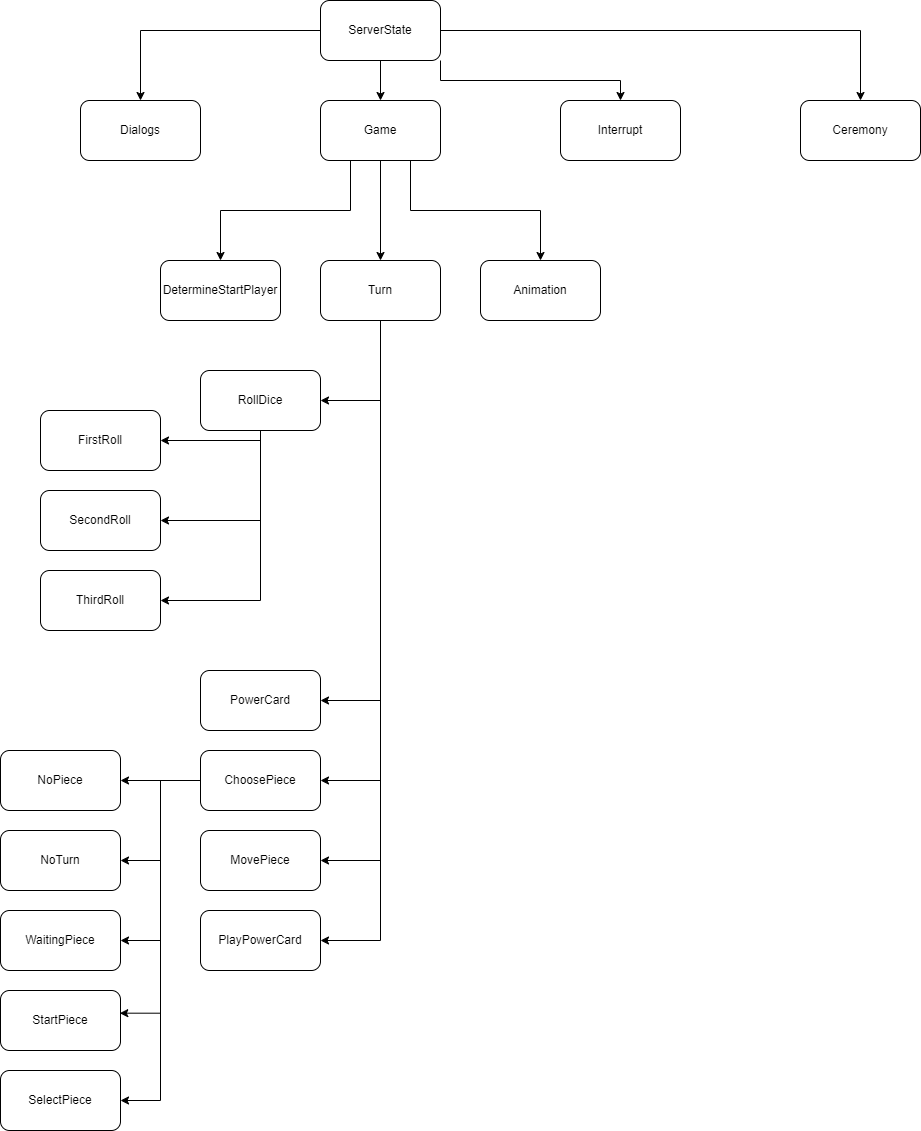 ServerState
Dialogs
Game
Interrupt
Ceremony
DetermineStartPlayer
Turn
Animation
RollDice
FirstRoll
SecondRoll
ThirdRoll
PowerCard
NoPiece
ChoosePiece
NoTurn
MovePiece
WaitingPiece
PlayPowerCard
StartPiece
SelectPiece